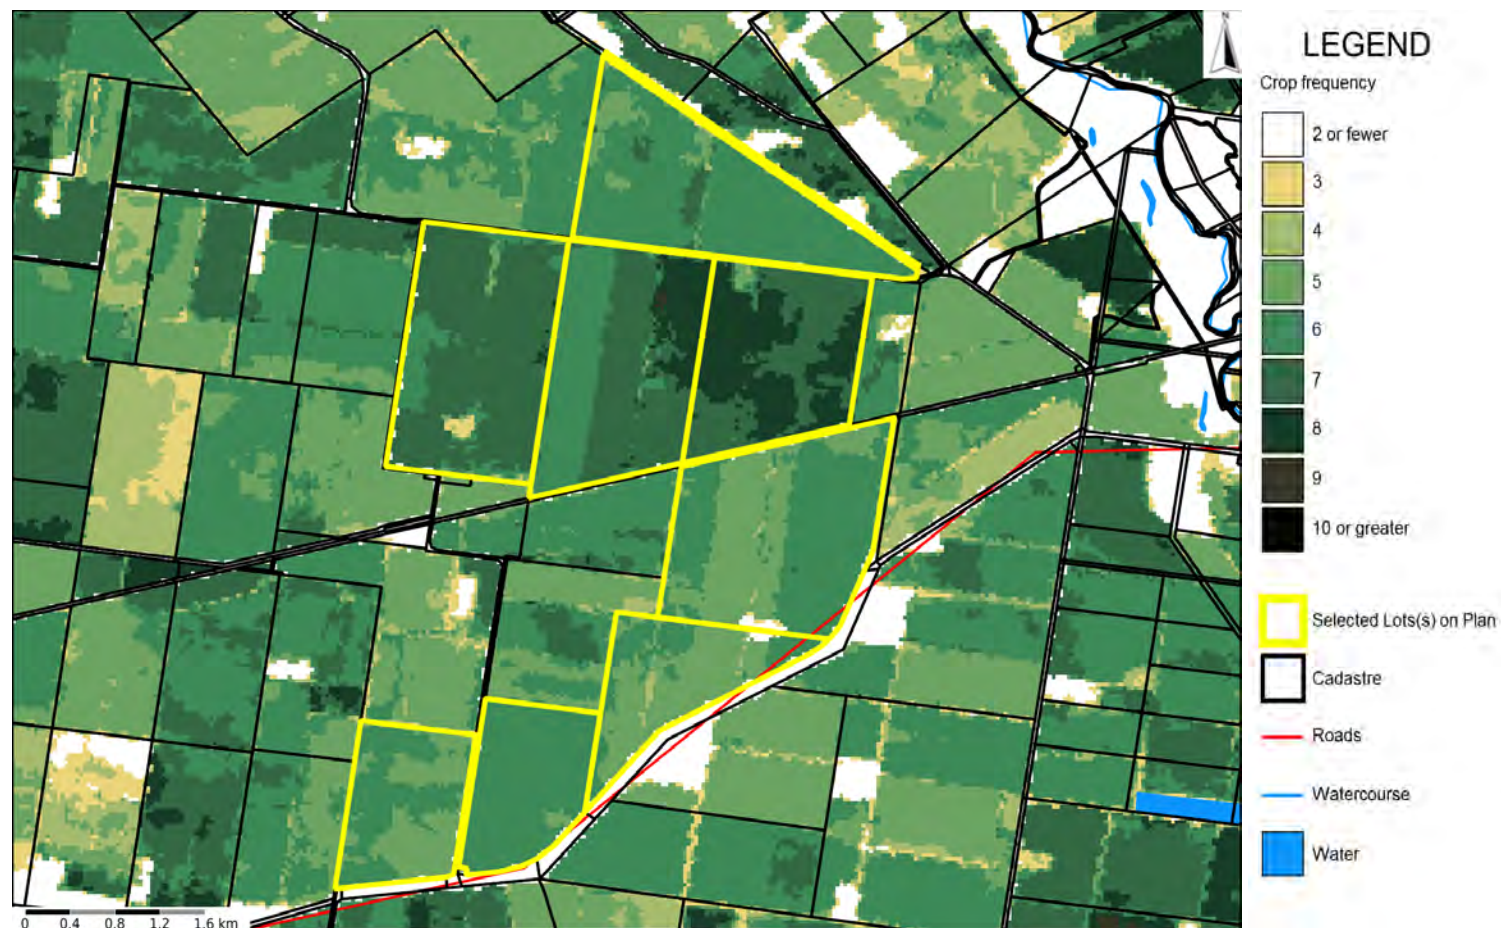 N
LEGEND
Crop frequency
2 or fewer
3
4
5
6
7
8
9
10 or greater
Selected Lots(s) on Plan
Cadastre
Roads
Watercourse
Water
0 0.4 0.8 1.2 1.6 km